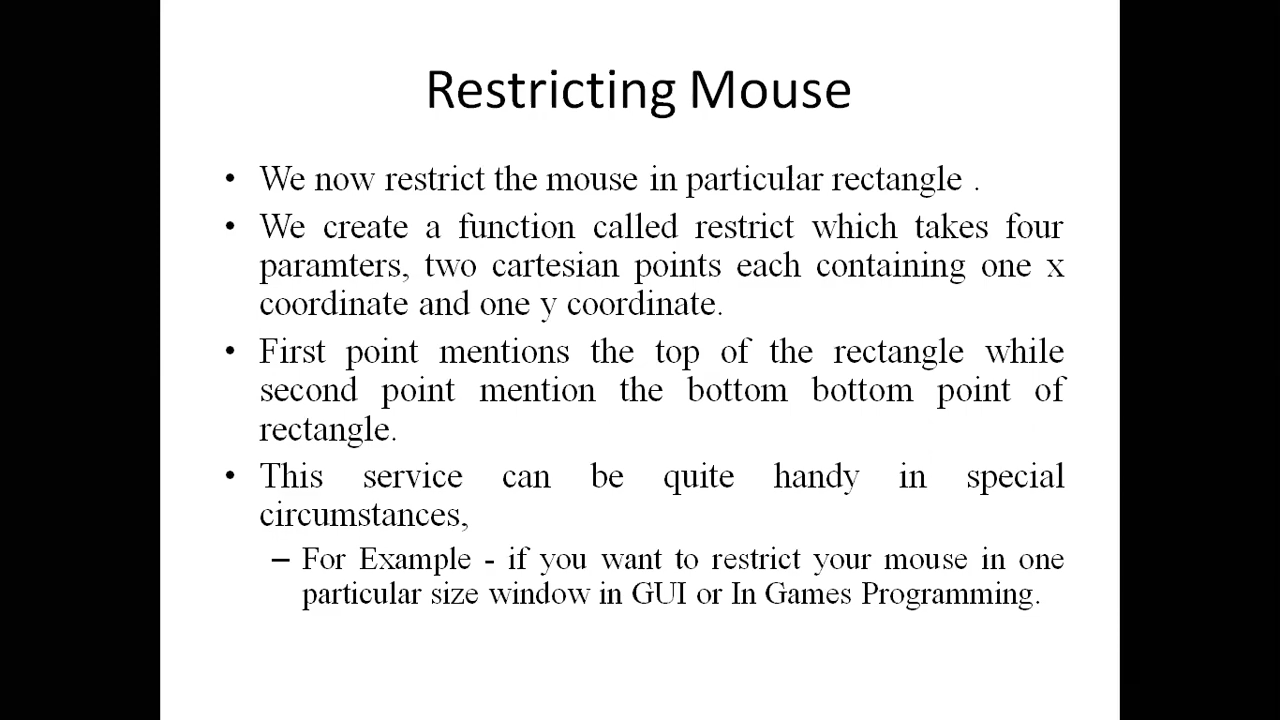 Restricting Mouse
• We now restrict the mouse in particular rectangle .
• We create a function called restrict which takes four
paramters, two cartesian points each containing one x
coordinate and one y coordinate.
• First point mentions the top of the rectangle while
second point mention the bottom bottom point of
rectangle.
• This service can be quite handy in special
circumstances,
– For Example - if you want to restrict your mouse in one
particular size window in GUI or In Games Programming.